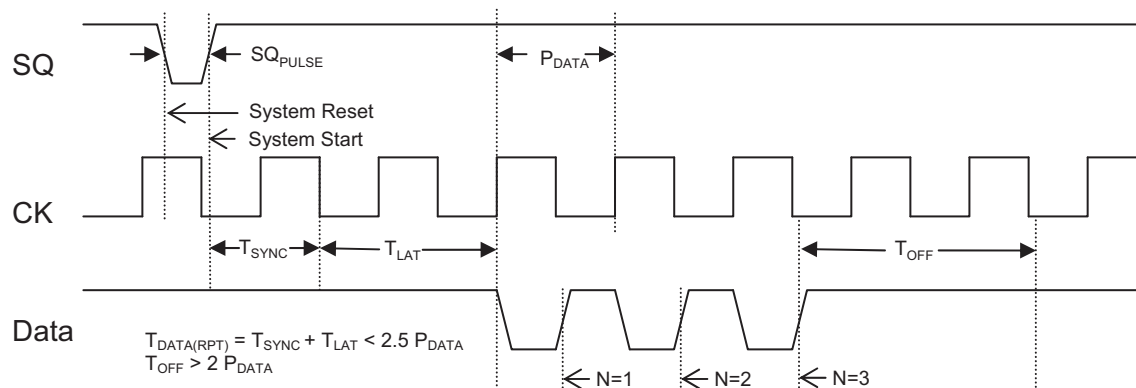 SQ
SQPULSE
PDATA
System Reset
System Start
CK
TSYNC
TLAT
TOFF
Data
TDATA(RPT) = TSYNC + TLAT < 2.5 PDATA
TOFF > 2 PDATA
N=1
N=2
N=3